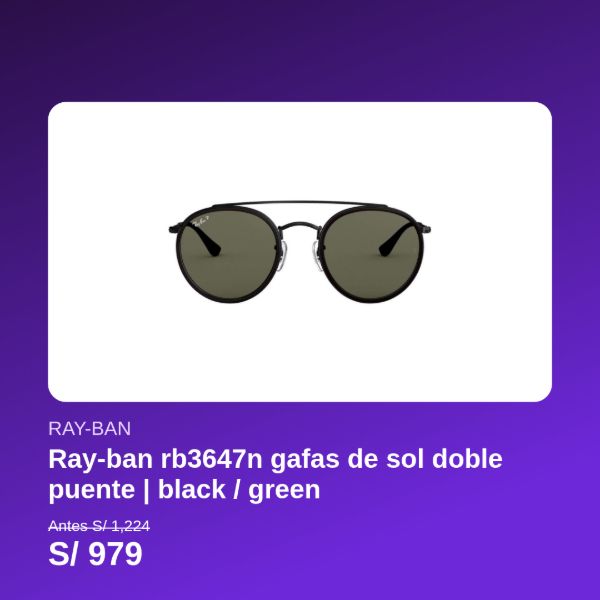 RAY-BAN
Ray-ban rb3647n gafas de sol doble
puente | black / green
Antes S/ 1,224
S/ 979